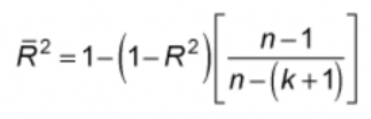 R̄² = 1-(1-R²)[n-1/n-(k+1)]